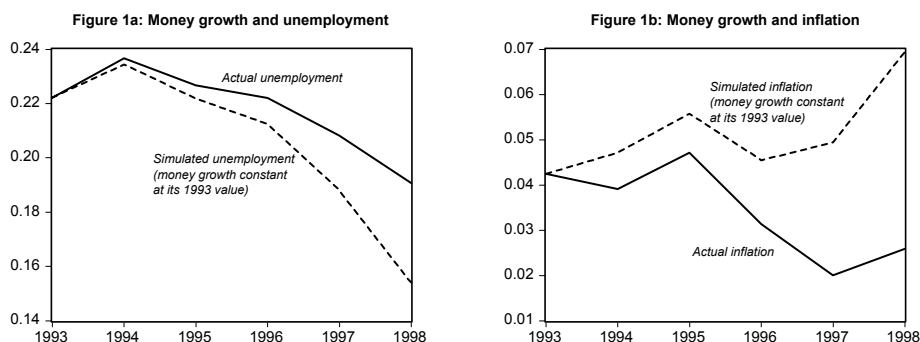 Figure 1a: Money growth and unemployment
0.24
0.22
0.20
0.18
0.16
0.14
1993
1994
1995
1996
1997
1998
Actual unemployment
Simulated unemployment
(money growth constant
at its 1993 value)
Figure 1b: Money growth and inflation
0.07
0.06
0.05
0.04
0.03
0.02
0.01
1993
1994
1995
1996
1997
1998
Simulated inflation
(money growth constant
at its 1993 value)
Actual inflation